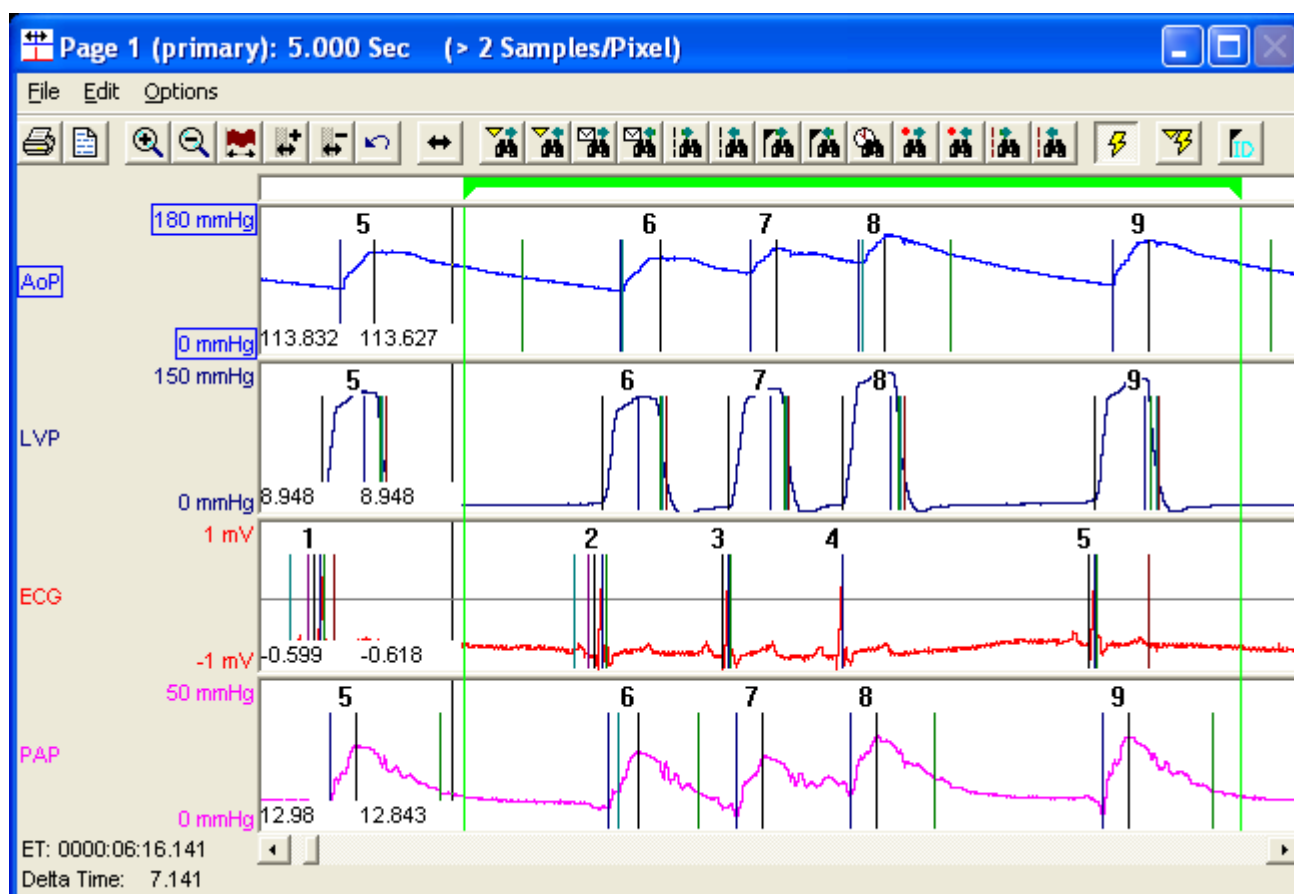 Page 1 (primary): 5.000 Sec (> 2 Samples/Pixel)
File Edit Options
ID
180 mmHg
5 6 7 8 9
AoP
0 mmHg
113.832 113.627
150 mmHg
5 6 7 8 9
LVP
0 mmHg
8.948 8.948
1 mV
1 2 3 4 5
ECG
-1 mV
-0.599 -0.618
50 mmHg
5 6 7 8 9
PAP
0 mmHg
12.98 12.843
ET: 0000:06:16.141
Delta Time: 7.141